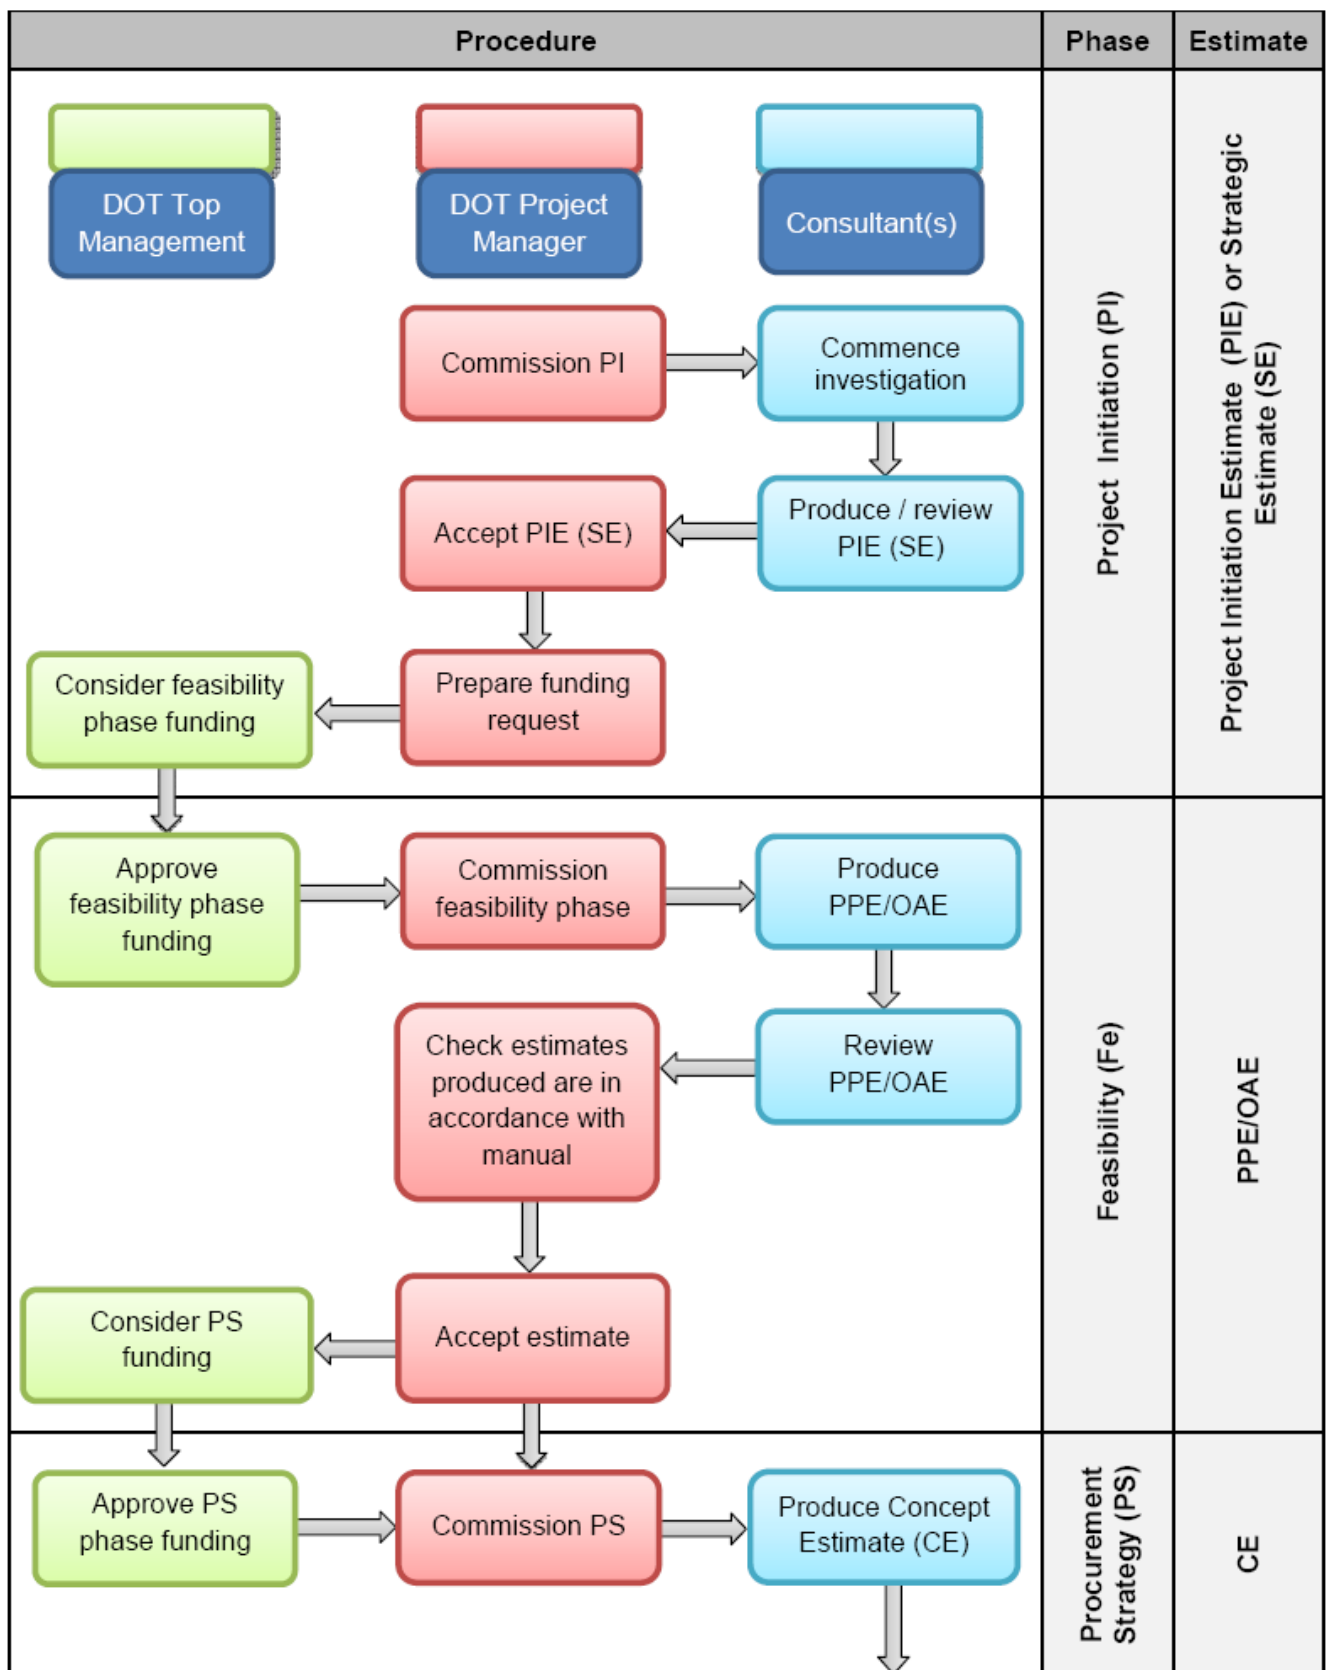 Procedure
Phase
Estimate
DOT Top
Management
DOT Project
Manager
Consultant(s)
Commission PI
Commence
investigation
Accept PIE (SE)
Produce / review
PIE (SE)
Consider feasibility
phase funding
Prepare funding
request
Project Initiation (PI)
Project Initiation Estimate (PIE) or Strategic
Estimate (SE)
Approve
feasibility phase
funding
Commission
feasibility phase
Produce
PPE/OAE
Check estimates
produced are in
accordance with
manual
Review
PPE/OAE
Consider PS
funding
Accept estimate
Feasibility (Fe)
PPE/OAE
Approve PS
phase funding
Commission PS
Produce Concept
Estimate (CE)
Procurement
Strategy (PS)
CE